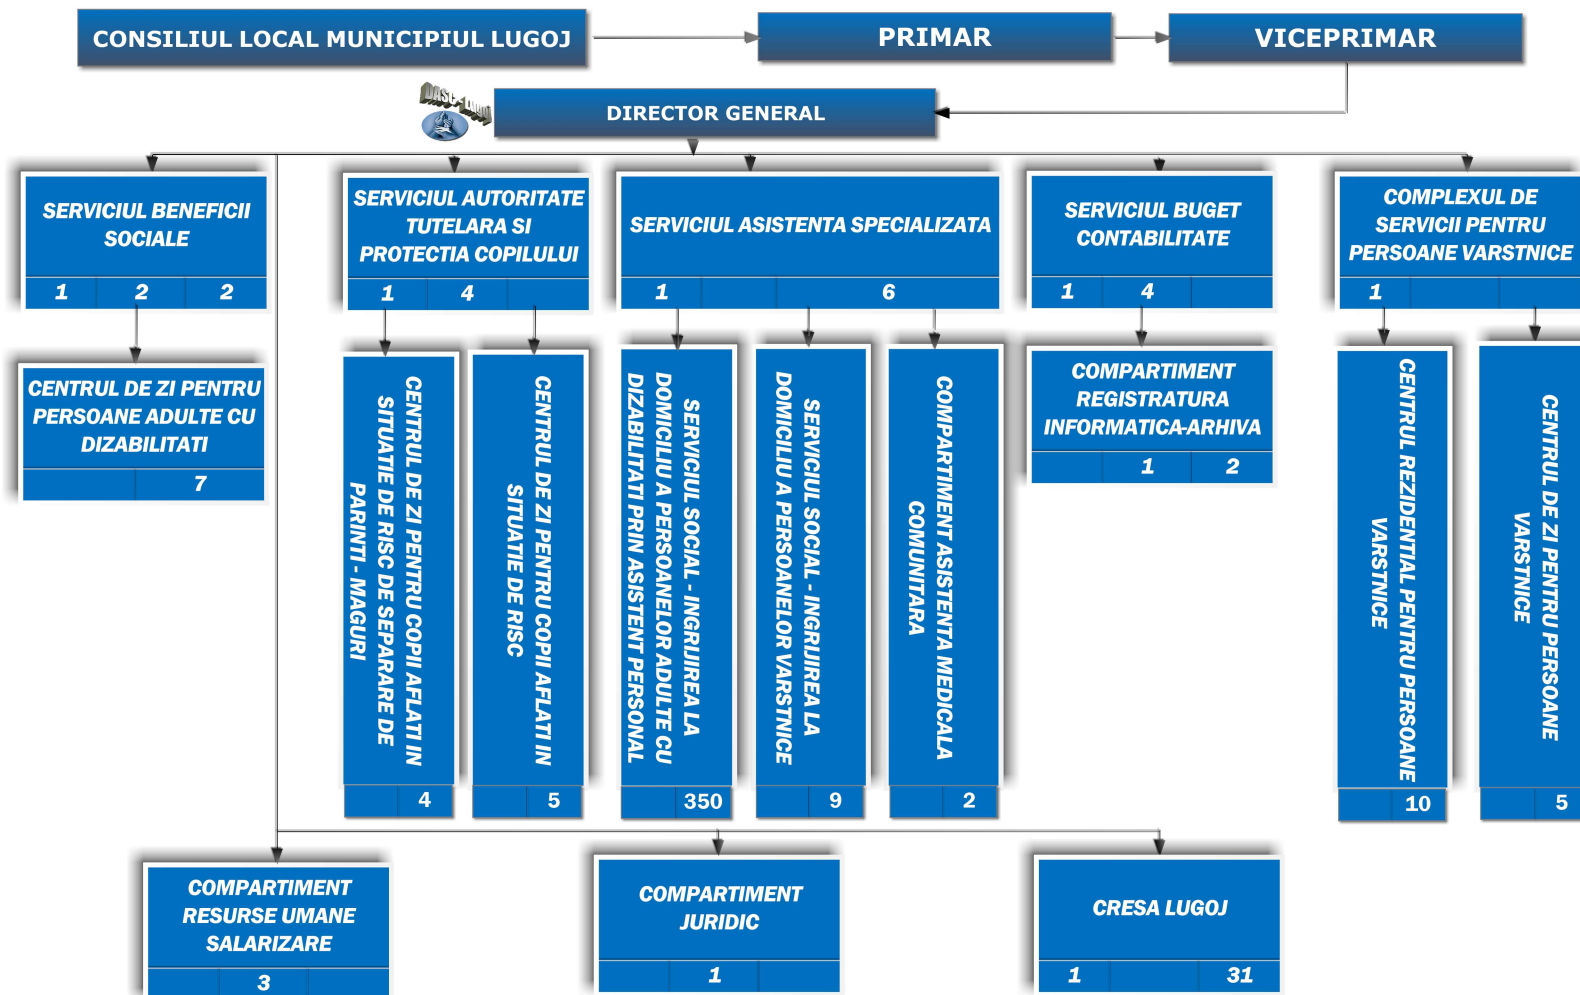 CONSILIUL LOCAL MUNICIPIUL LUGOJ
PRIMAR
VICEPRIMAR
DASC LUGOJ
DIRECTOR GENERAL
SERVICIUL BENEFICII
SOCIALE
1 2 2
SERVICIUL AUTORITATE
TUTELARA SI
PROTECTIA COPILULUI
1 4
SERVICIUL ASISTENTA SPECIALIZATA
1 6
SERVICIUL BUGET
CONTABILITATE
1 4
COMPLEXUL DE
SERVICII PENTRU
PERSOANE VARSTNICE
1
CENTRUL DE ZI PENTRU
PERSOANE ADULTE CU
DIZABILITATI
7
CENTRUL DE ZI PENTRU COPII AFLATI IN
SITUATIE DE RISC DE SEPARARE DE
PARINTI - MAGURI
4
CENTRUL DE ZI PENTRU COPII AFLATI IN
SITUATIE DE RISC
5
SERVICIUL SOCIAL - INGRIJIREA LA
DOMICILIU A PERSOANELOR ADULTE CU
DIZABILITATI PRIN ASISTENT PERSONAL
350
SERVICIUL SOCIAL - INGRIJIREA LA
DOMICILIU A PERSOANELOR VARSTNICE
9
COMPARTIMENT ASISTENTA MEDICALA
COMUNITARA
2
COMPARTIMENT
REGISTRATURA
INFORMATICA-ARHIVA
1 2
CENTRUL REZIDENTIAL PENTRU PERSOANE
VARSTNICE
10
CENTRUL DE ZI PENTRU PERSOANE
VARSTNICE
5
COMPARTIMENT
RESURSE UMANE
SALARIZARE
3
COMPARTIMENT
JURIDIC
1
CRESA LUGOJ
1 31